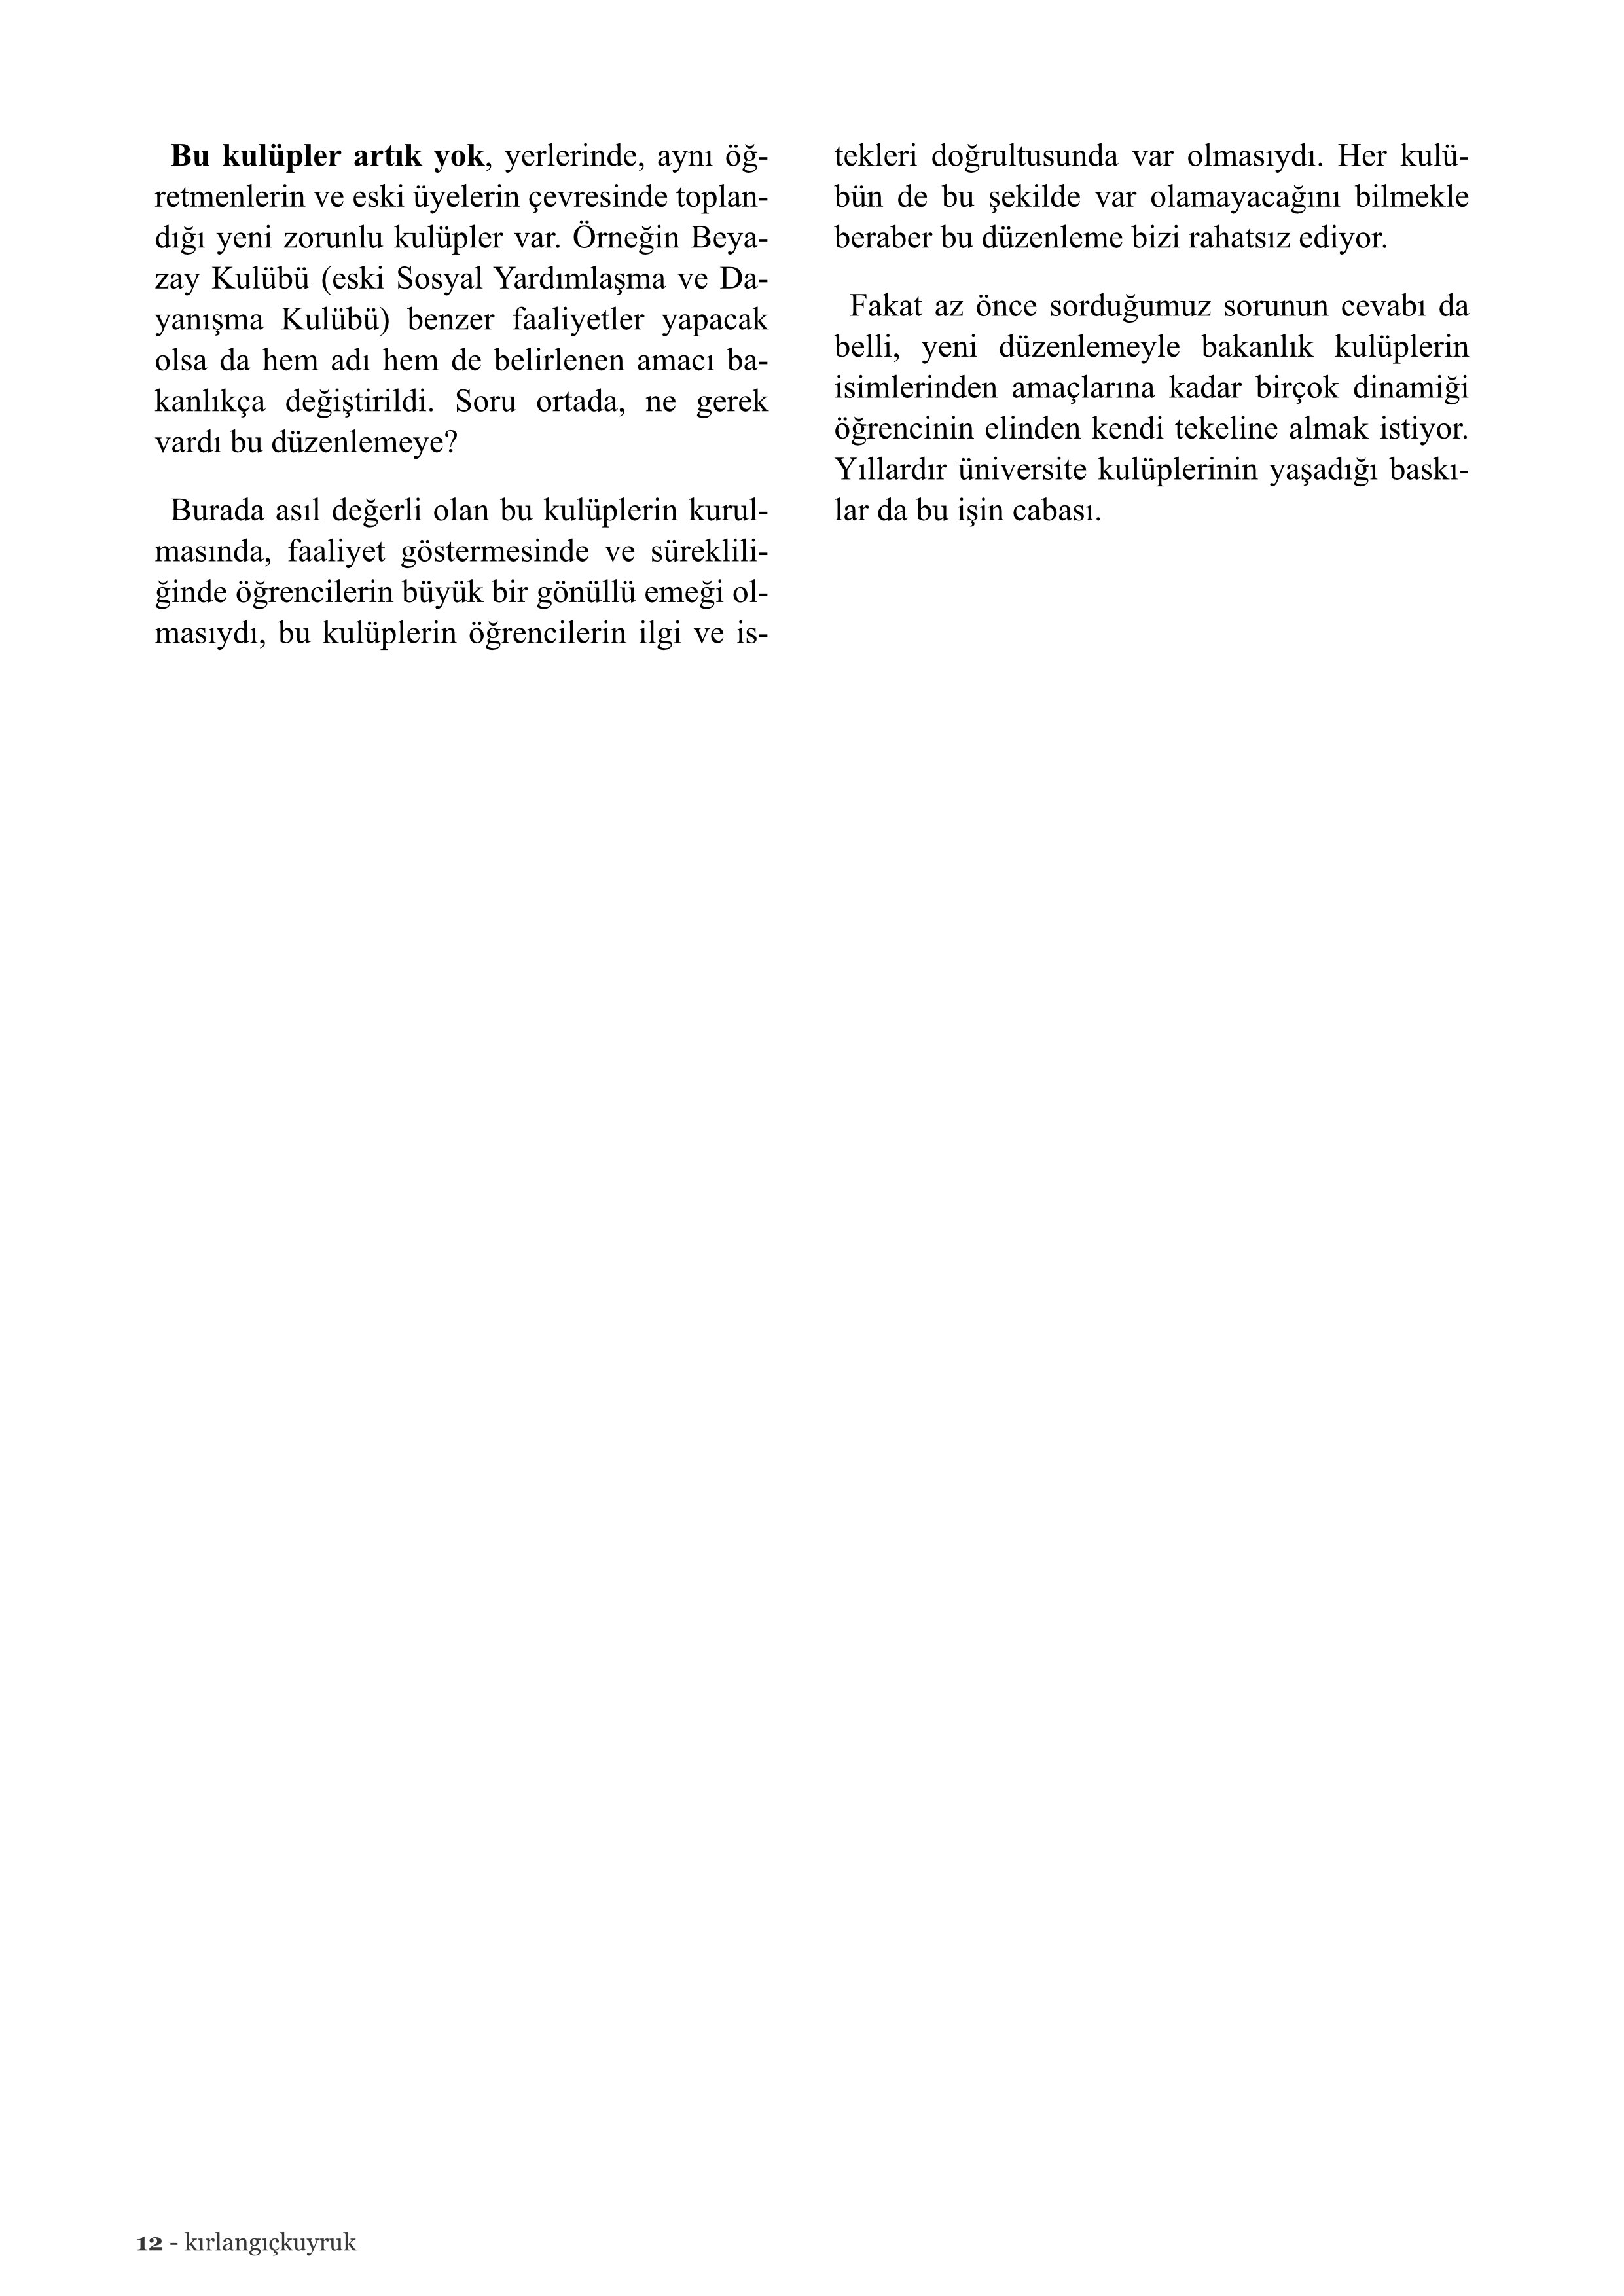 Bu kulüpler artık yok, yerlerinde, aynı öğ-
retmenlerin ve eski üyelerin çevresinde toplan-
dığı yeni zorunlu kulüpler var. Örneğin Beya-
zay Kulübü (eski Sosyal Yardımlaşma ve Da-
yanışma Kulübü) benzer faaliyetler yapacak
olsa da hem adı hem de belirlenen amacı ba-
kanlıkça değiştirildi. Soru ortada, ne gerek
vardı bu düzenlemeye?
Burada asıl değerli olan bu kulüplerin kurul-
masında, faaliyet göstermesinde ve süreklili-
ğinde öğrencilerin büyük bir gönüllü emeği ol-
masıydı, bu kulüplerin öğrencilerin ilgi ve is-
tekleri doğrultusunda var olmasıydı. Her kulü-
bün de bu şekilde var olamayacağını bilmekle
beraber bu düzenleme bizi rahatsız ediyor.
Fakat az önce sorduğumuz sorunun cevabı da
belli, yeni düzenlemeyle bakanlık kulüplerin
isimlerinden amaçlarına kadar birçok dinamiği
öğrencinin elinden kendi tekeline almak istiyor.
Yıllardır üniversite kulüplerinin yaşadığı baskı-
lar da bu işin cabası.
12 - kırlangıçkuyruk